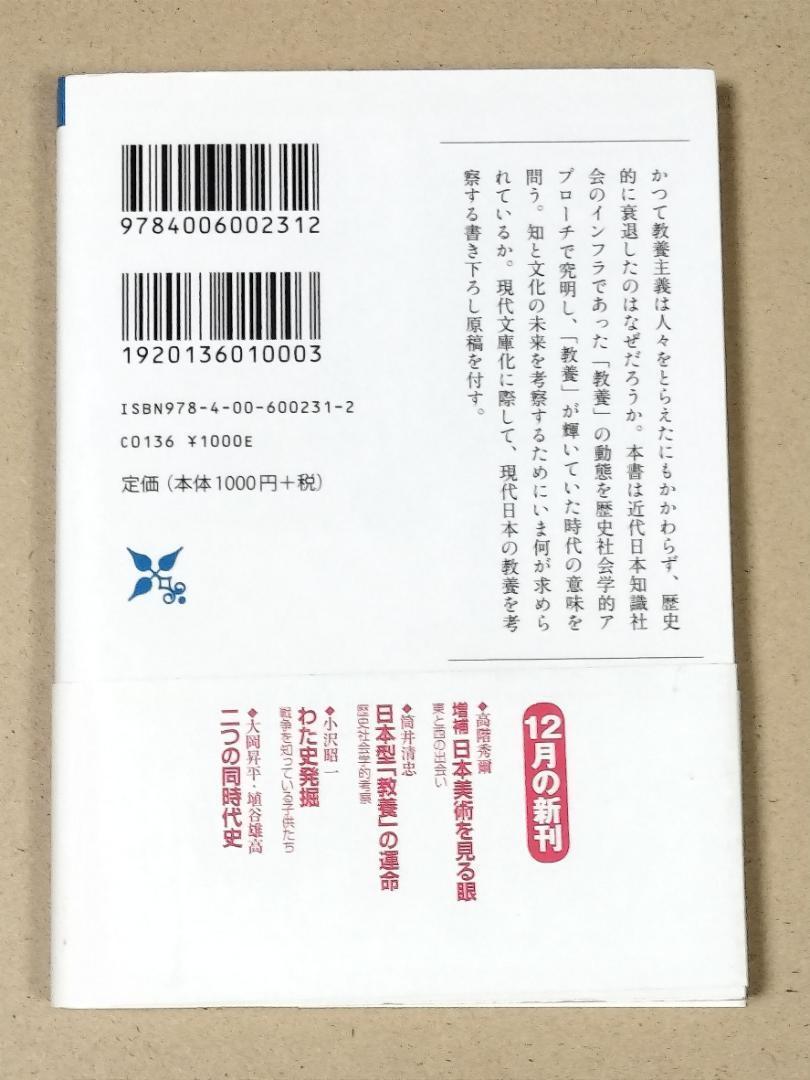 かつて教養主義は人々をとらえたにもかかわらず、歴史
的に衰退したのはなぜだろうか。本書は近代日本知識社
会のインフラであった「教養」の動態を歴史社会学的ア
プローチで究明し、「教養」が輝いていた時代の意味を
問う。知と文化の未来を考察するためにいま何が求めら
れているか。現代文庫化に際して、現代日本の教養を考
察する書き下ろし原稿を付す。
9784006002312
1920136010003
ISBN978-4-00-600231-2
C0136 ¥1000E
定価(本体1000円+税)
12月の新刊
◆高階秀爾
増補 日本美術を見る眼
東と西の出会い
◆筒井清忠
日本型「教養」の運命
歴史社会学的考察
◆小沢昭一
わた史発掘
戦争を知っている子供たち
◆大岡昇平・埴谷雄高
二つの同時代史